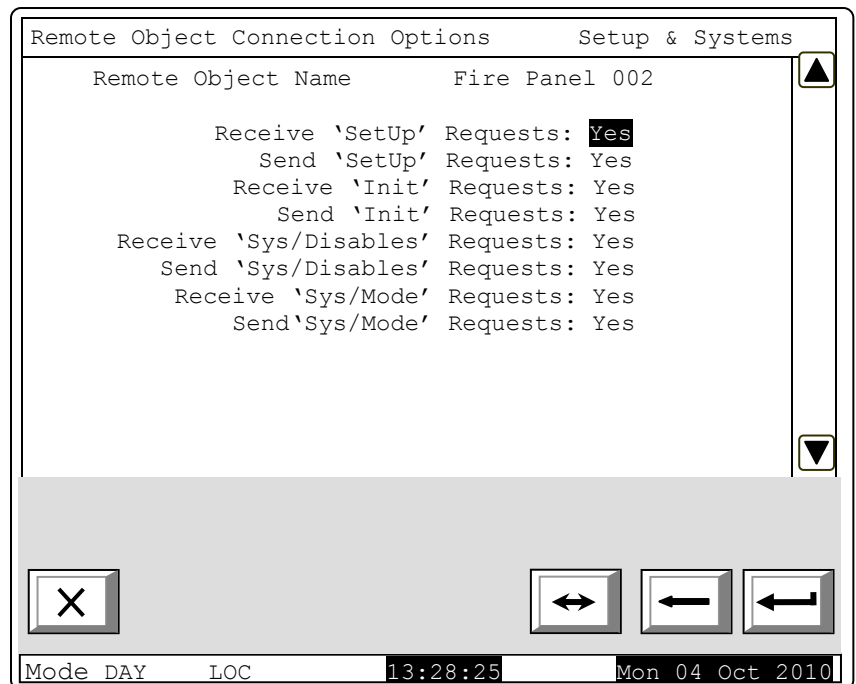 Remote Object Connection Options Setup & Systems
Remote Object Name Fire Panel 002
Receive ‘SetUp’ Requests: Yes
Send ‘SetUp’ Requests: Yes
Receive ‘Init’ Requests: Yes
Send ‘Init’ Requests: Yes
Receive ‘Sys/Disables’ Requests: Yes
Send ‘Sys/Disables’ Requests: Yes
Receive ‘Sys/Mode’ Requests: Yes
Send‘Sys/Mode’ Requests: Yes
Mode DAY LOC 13:28:25 Mon 04 Oct 2010